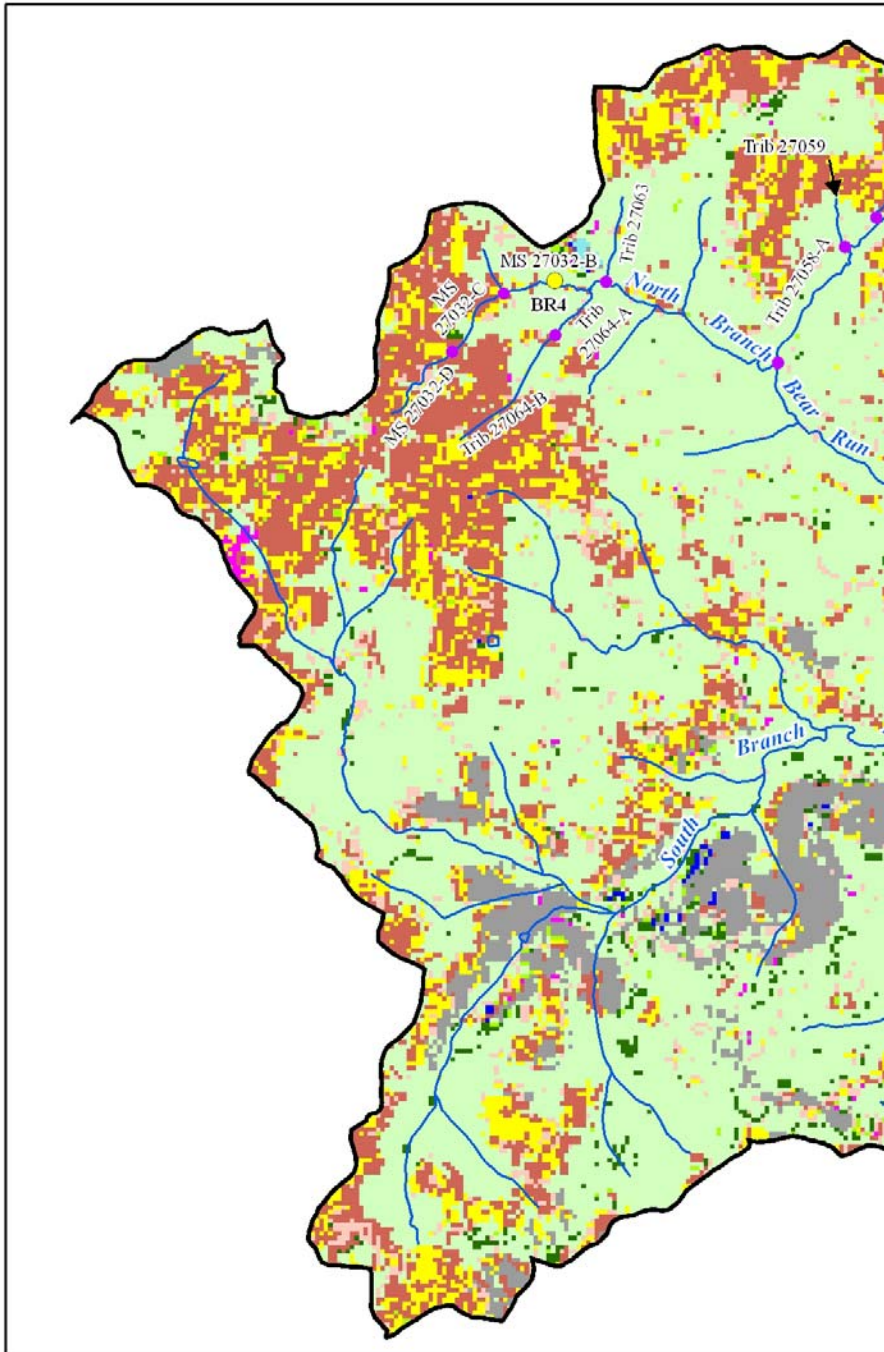 Trib 27059
Trib 27063
MS 27032-B
Trib 27058-A
MS
27032-C
North
BR4
Trib
27064-A
Branch
MS 27032-D
Trib 27064-B
Bear
Run
Branch
South